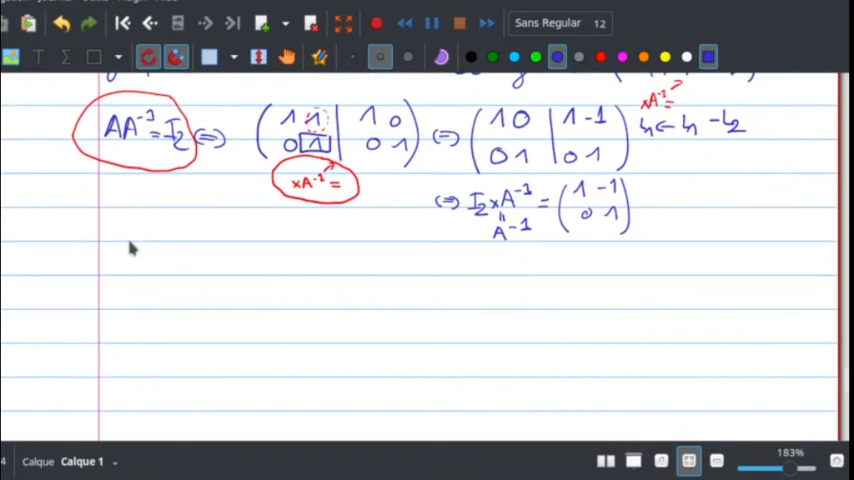 Sans Regular 12
×A⁻¹ =
AA⁻¹ = I₂ ⇔ ( 1 1 | 1 0 ) ⇔ ( 1 0 | 1 -1 ) L₁ ← L₁ - L₂
( 0 1 | 0 1 ) ( 0 1 | 0 1 )
×A⁻¹ =
⇔ I₂ × A⁻¹ = ( 1 -1 )
( 0 1 )
A⁻¹
4 Calque Calque 1 183%